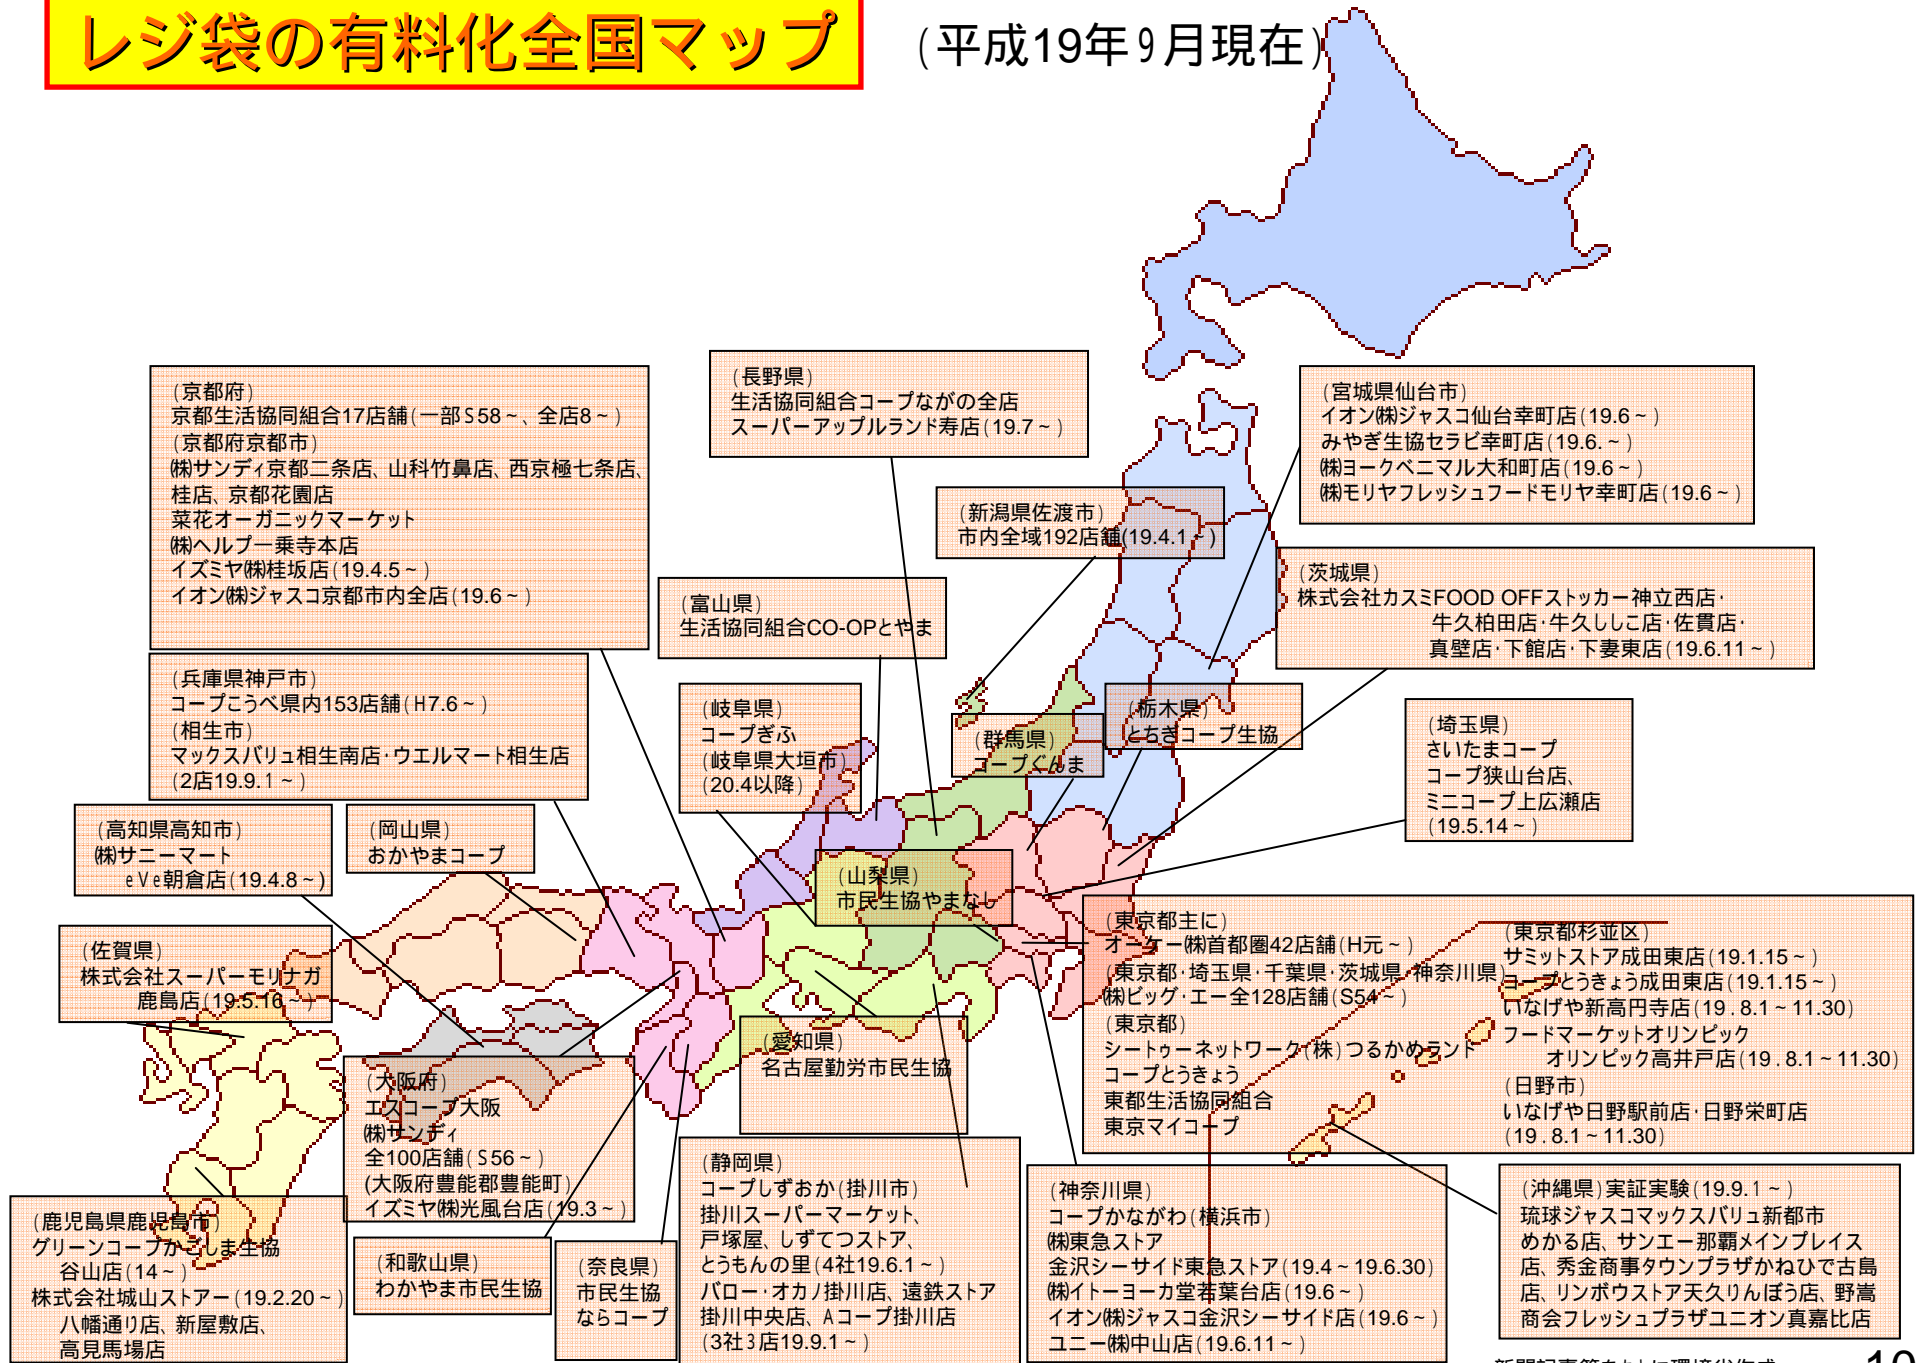 レジ袋の有料化全国マップ
(平成19年9月現在)
(京都府)
京都生活協同組合17店舗(一部S58~、全店8~)
(京都府京都市)
㈱サンディ京都二条店、山科竹鼻店、西京極七条店、
桂店、京都花園店
菜花オーガニックマーケット
㈱ヘルプ一乗寺本店
イズミヤ㈱桂坂店(19.4.5~)
イオン㈱ジャスコ京都市内全店(19.6~)
(長野県)
生活協同組合コープながの全店
スーパーアップルランド寿店(19.7~)
(宮城県仙台市)
イオン㈱ジャスコ仙台幸町店(19.6~)
みやぎ生協セラビ幸町店(19.6.~)
㈱ヨークベニマル大和町店(19.6~)
㈱モリヤフレッシュフードモリヤ幸町店(19.6~)
(新潟県佐渡市)
市内全域192店舗(19.4.1~)
(茨城県)
株式会社カスミFOOD OFFストッカー神立西店・
牛久柏田店・牛久ししこ店・佐貫店・
真壁店・下館店・下妻東店(19.6.11~)
(富山県)
生活協同組合CO-OPとやま
(兵庫県神戸市)
コープこうべ県内153店舗(H7.6~)
(相生市)
マックスバリュ相生南店・ウエルマート相生店
(2店19.9.1~)
(岐阜県)
コープぎふ
(岐阜県大垣市)
(20.4以降)
(群馬県)
コープぐんま
(栃木県)
とちぎコープ生協
(埼玉県)
さいたまコープ
コープ狭山台店、
ミニコープ上広瀬店
(19.5.14~)
(高知県高知市)
㈱サニーマート
eVe朝倉店(19.4.8~)
(岡山県)
おかやまコープ
(山梨県)
市民生協やまなし
(佐賀県)
株式会社スーパーモリナガ
鹿島店(19.5.16~)
(東京都主に)
オーケー㈱首都圏42店舗(H元~)
(東京都・埼玉県・千葉県・茨城県・神奈川県)
㈱ビッグ・エー全128店舗(S54~)
(東京都)
シートゥーネットワーク(株)つるかめランド
コープとうきょう
東都生活協同組合
東京マイコープ
(東京都杉並区)
サミットストア成田東店(19.1.15~)
コープとうきょう成田東店(19.1.15~)
いなげや新高円寺店(19.8.1~11.30)
フードマーケットオリンピック
オリンピック高井戸店(19.8.1~11.30)
(日野市)
いなげや日野駅前店・日野栄町店
(19.8.1~11.30)
(愛知県)
名古屋勤労市民生協
(大阪府)
エスコープ大阪
㈱サンディ
全100店舗(S56~)
(大阪府豊能郡豊能町)
イズミヤ㈱光風台店(19.3~)
(静岡県)
コープしずおか(掛川市)
掛川スーパーマーケット、
戸塚屋、しずてつストア、
とうもんの里(4社19.6.1~)
バロー・オカノ掛川店、遠鉄ストア
掛川中央店、Aコープ掛川店
(3社3店19.9.1~)
(神奈川県)
コープかながわ(横浜市)
㈱東急ストア
金沢シーサイド東急ストア(19.4~19.6.30)
㈱イトーヨーカ堂若葉台店(19.6~)
イオン㈱ジャスコ金沢シーサイド店(19.6~)
ユニー㈱中山店(19.6.11~)
(沖縄県)実証実験(19.9.1~)
琉球ジャスコマックスバリュ新都市
めかる店、サンエー那覇メインプレイス
店、秀金商事タウンプラザかねひで古島
店、リンボウストア天久りんぼう店、野嵩
商会フレッシュプラザユニオン真嘉比店
(鹿児島県鹿児島市)
グリーンコープかごしま生協
谷山店(14~)
株式会社城山ストアー(19.2.20~)
八幡通り店、新屋敷店、
高見馬場店
(和歌山県)
わかやま市民生協
(奈良県)
市民生協
ならコープ
新聞記事等をもとに環境省作成
10